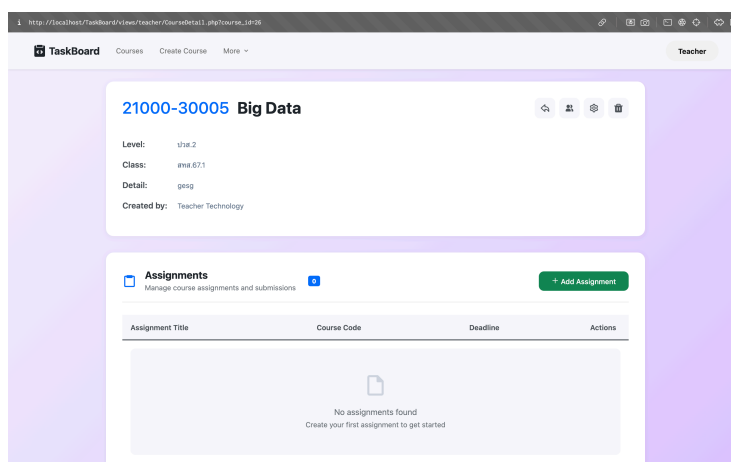 http://localhost/TaskBoard/views/teacher/CourseDetail.php?course_id=26
TaskBoard Courses Create Course More Teacher
21000-30005 Big Data
Level: ปวส.2
Class: สทส.67.1
Detail: gesg
Created by: Teacher Technology
Assignments
Manage course assignments and submissions
0
+ Add Assignment
Assignment Title Course Code Deadline Actions
No assignments found
Create your first assignment to get started